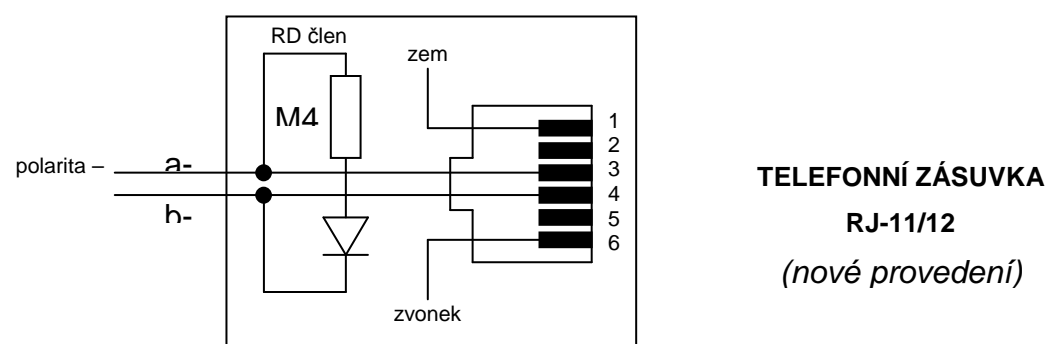 RD člen
zem
M4
1
2
3
4
5
6
polarita –
a-
b-
zvonek
TELEFONNÍ ZÁSUVKA
RJ-11/12
(nové provedení)